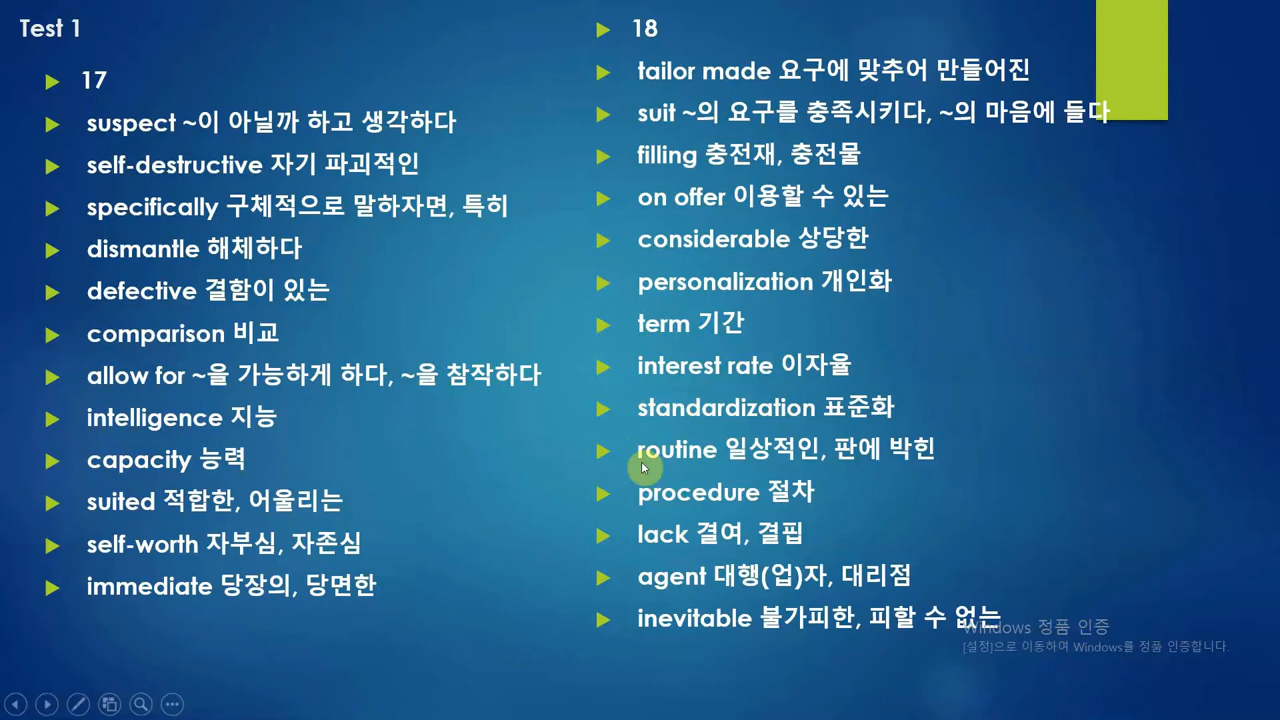 Test 1
17
suspect ~이 아닐까 하고 생각하다
self-destructive 자기 파괴적인
specifically 구체적으로 말하자면, 특히
dismantle 해체하다
defective 결함이 있는
comparison 비교
allow for ~을 가능하게 하다, ~을 참작하다
intelligence 지능
capacity 능력
suited 적합한, 어울리는
self-worth 자부심, 자존심
immediate 당장의, 당면한
18
tailor made 요구에 맞추어 만들어진
suit ~의 요구를 충족시키다, ~의 마음에 들다
filling 충전재, 충전물
on offer 이용할 수 있는
considerable 상당한
personalization 개인화
term 기간
interest rate 이자율
standardization 표준화
routine 일상적인, 판에 박힌
procedure 절차
lack 결여, 결핍
agent 대행(업)자, 대리점
inevitable 불가피한, 피할 수 없는
Windows 정품 인증
[설정]으로 이동하여 Windows를 정품 인증합니다.